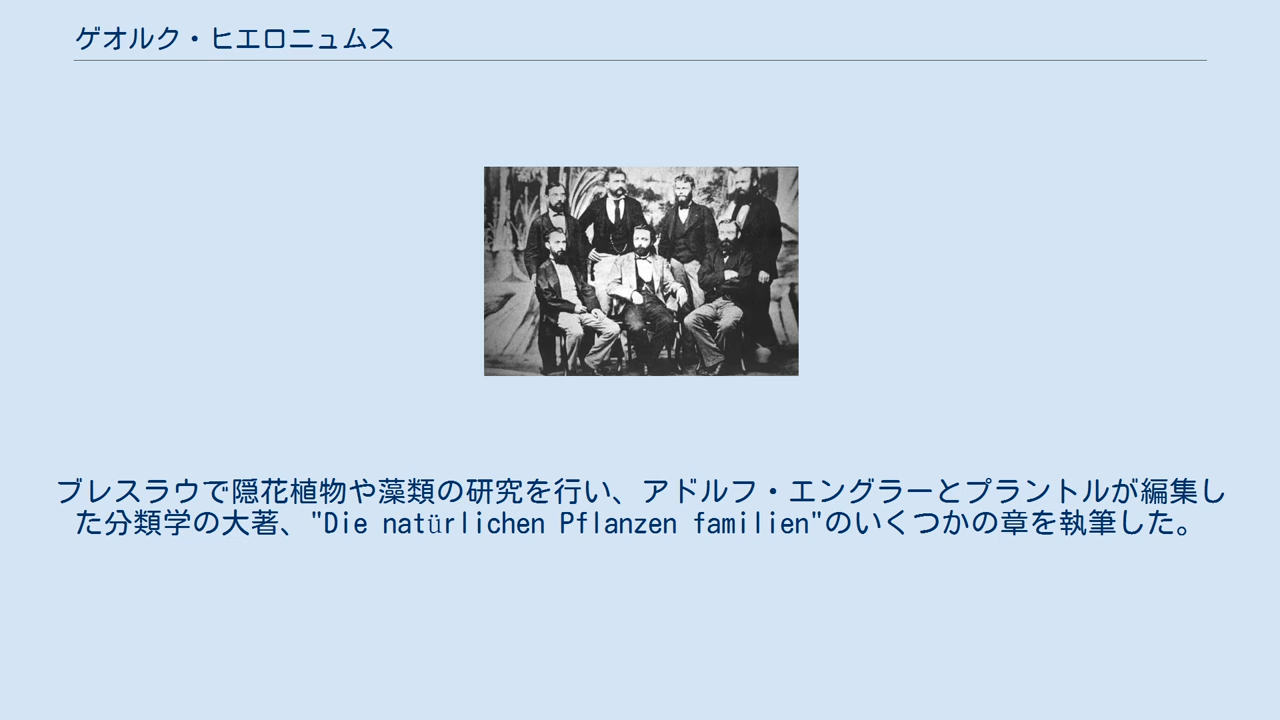 ゲオルク・ヒエロニュムス
ブレスラウで隠花植物や藻類の研究を行い、アドルフ・エングラーとプラントルが編集し
た分類学の大著、"Die natürlichen Pflanzen familien"のいくつかの章を執筆した。